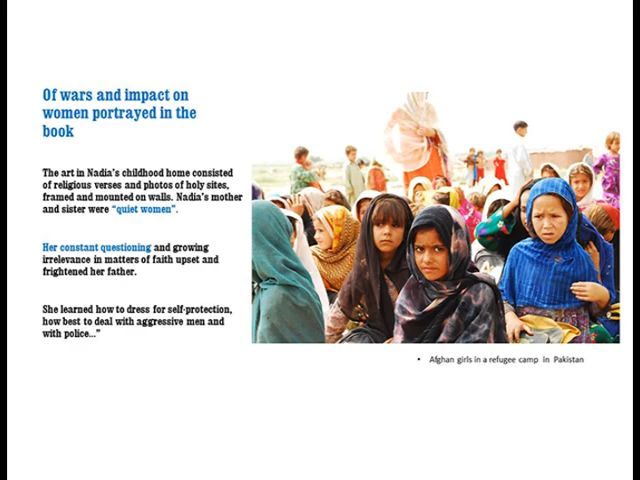 Of wars and impact on
women portrayed in the
book
The art in Nadia's childhood home consisted
of religious verses and photos of holy sites,
framed and mounted on walls. Nadia's mother
and sister were "quiet women".
Her constant questioning and growing
irrelevance in matters of faith upset and
frightened her father.
She learned how to dress for self-protection,
how best to deal with aggressive men and
with police..."
• Afghan girls in a refugee camp in Pakistan